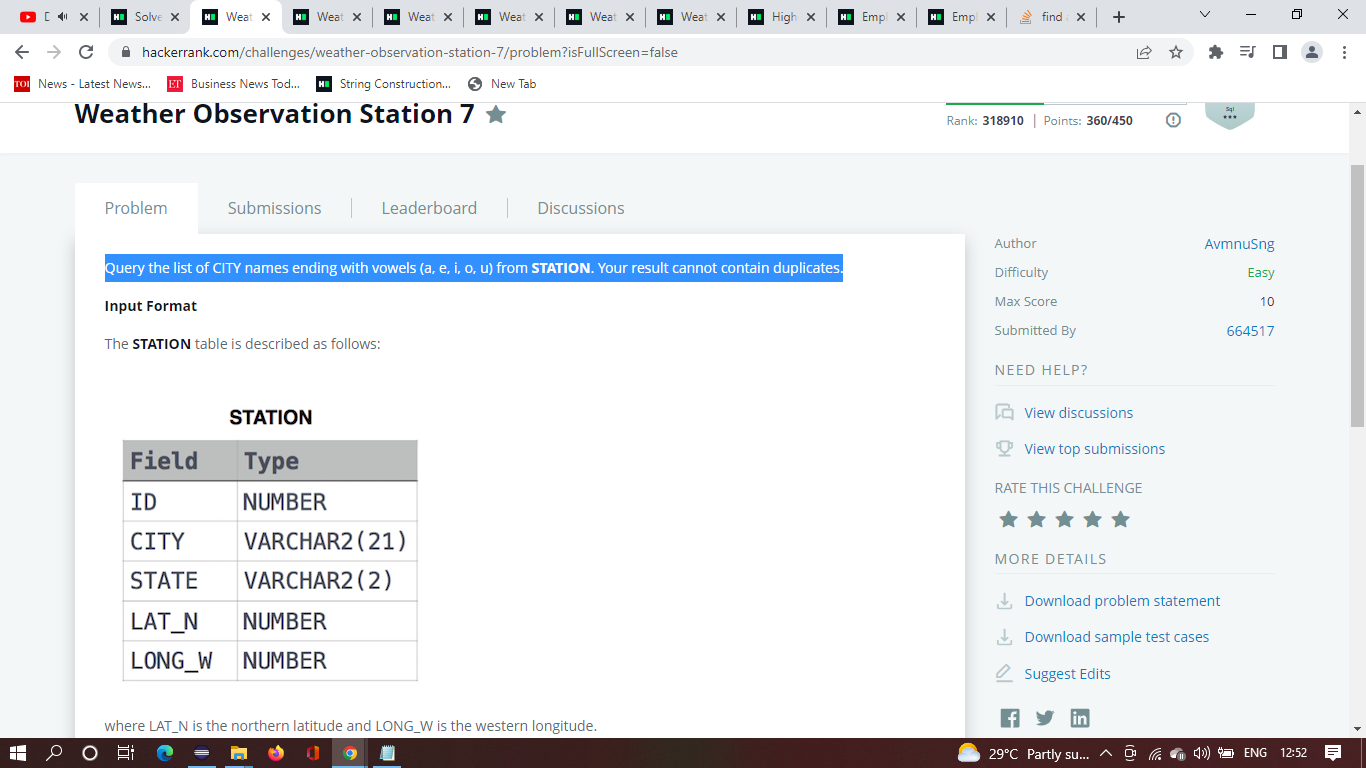 D
Solve
Weat
Weat
Weat
Weat
Weat
Weat
High
Empl
Empl
find
hackerrank.com/challenges/weather-observation-station-7/problem?isFullScreen=false
TOI News - Latest News...
ET Business News Tod...
H String Construction...
New Tab
Weather Observation Station 7
Rank: 318910 | Points: 360/450
Sql
Problem
Submissions
Leaderboard
Discussions
Query the list of CITY names ending with vowels (a, e, i, o, u) from STATION. Your result cannot contain duplicates.
Input Format
The STATION table is described as follows:
STATION
Field Type
ID NUMBER
CITY VARCHAR2(21)
STATE VARCHAR2(2)
LAT_N NUMBER
LONG_W NUMBER
where LAT_N is the northern latitude and LONG_W is the western longitude.
Author AvmnuSng
Difficulty Easy
Max Score 10
Submitted By 664517
NEED HELP?
View discussions
View top submissions
RATE THIS CHALLENGE
MORE DETAILS
Download problem statement
Download sample test cases
Suggest Edits
29°C Partly su...
ENG
12:52